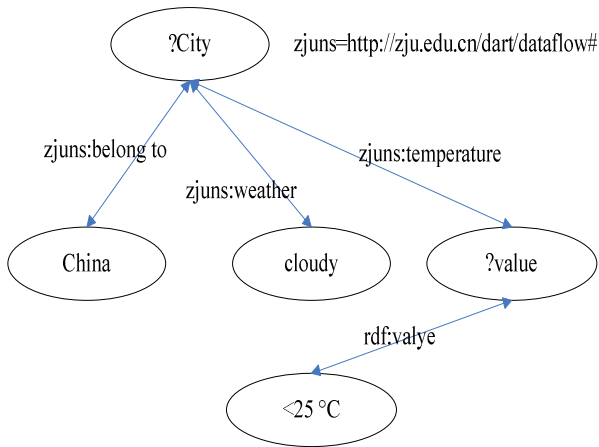 ?City
zjuns=http://zju.edu.cn/dart/dataflow#
zjuns:belong to
zjuns:temperature
zjuns:weather
China
cloudy
?value
rdf:valye
<25 °C